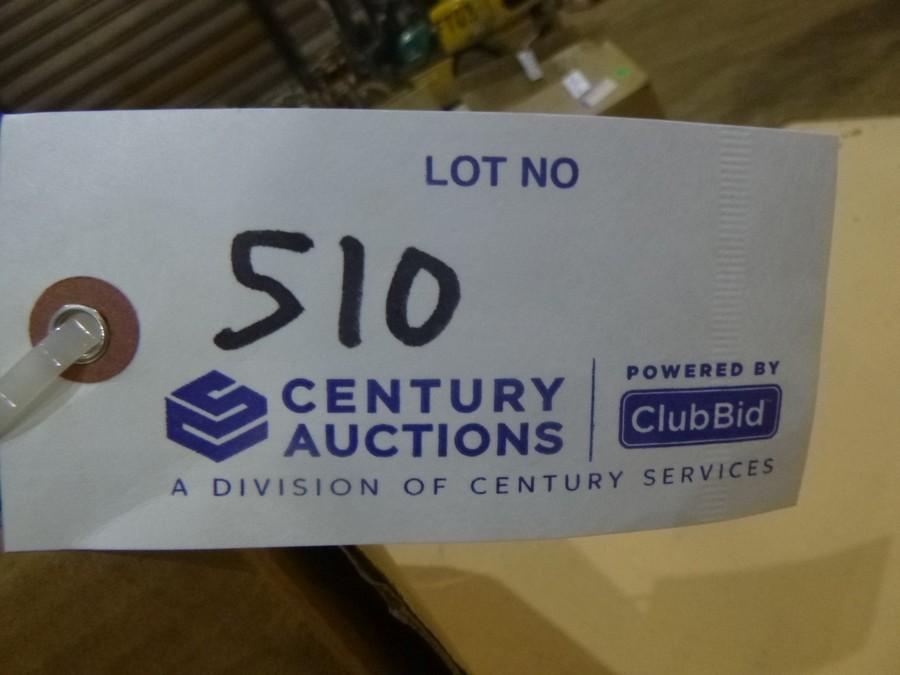 LOT NO
510
CENTURY
AUCTIONS
POWERED BY
ClubBid
A DIVISION OF CENTURY SERVICES